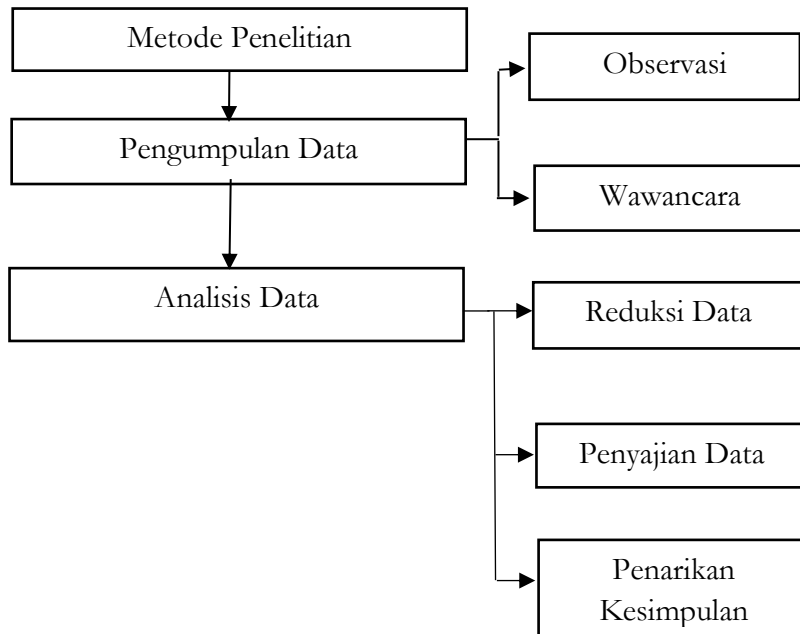 Metode Penelitian
Observasi
Pengumpulan Data
Wawancara
Analisis Data
Reduksi Data
Penyajian Data
Penarikan
Kesimpulan